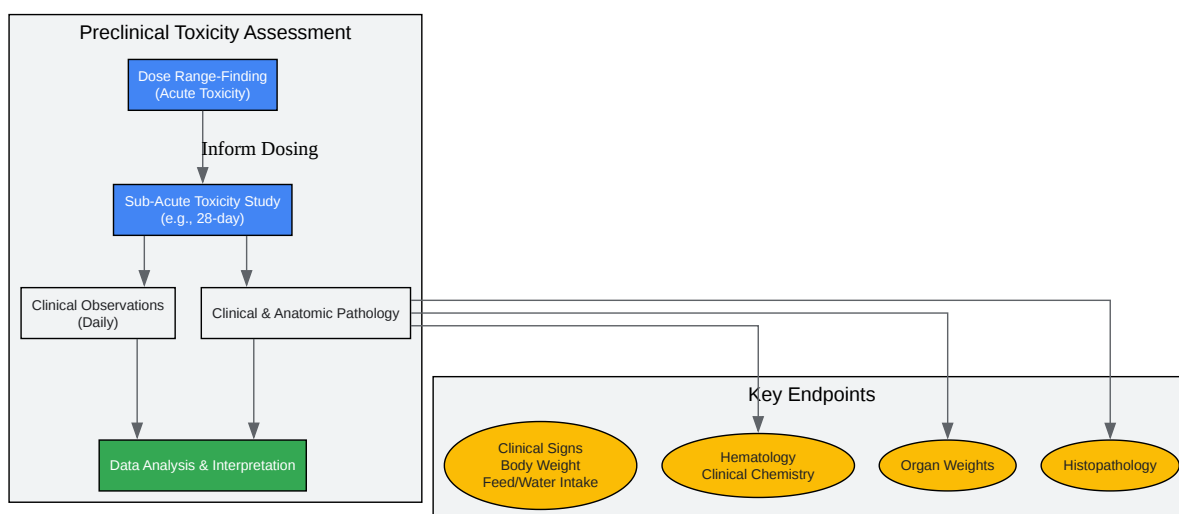 Preclinical Toxicity Assessment
Dose Range-Finding
(Acute Toxicity)
Inform Dosing
Sub-Acute Toxicity Study
(e.g., 28-day)
Clinical Observations
(Daily)
Clinical & Anatomic Pathology
Data Analysis & Interpretation
Key Endpoints
Clinical Signs
Body Weight
Feed/Water Intake
Hematology
Clinical Chemistry
Organ Weights
Histopathology